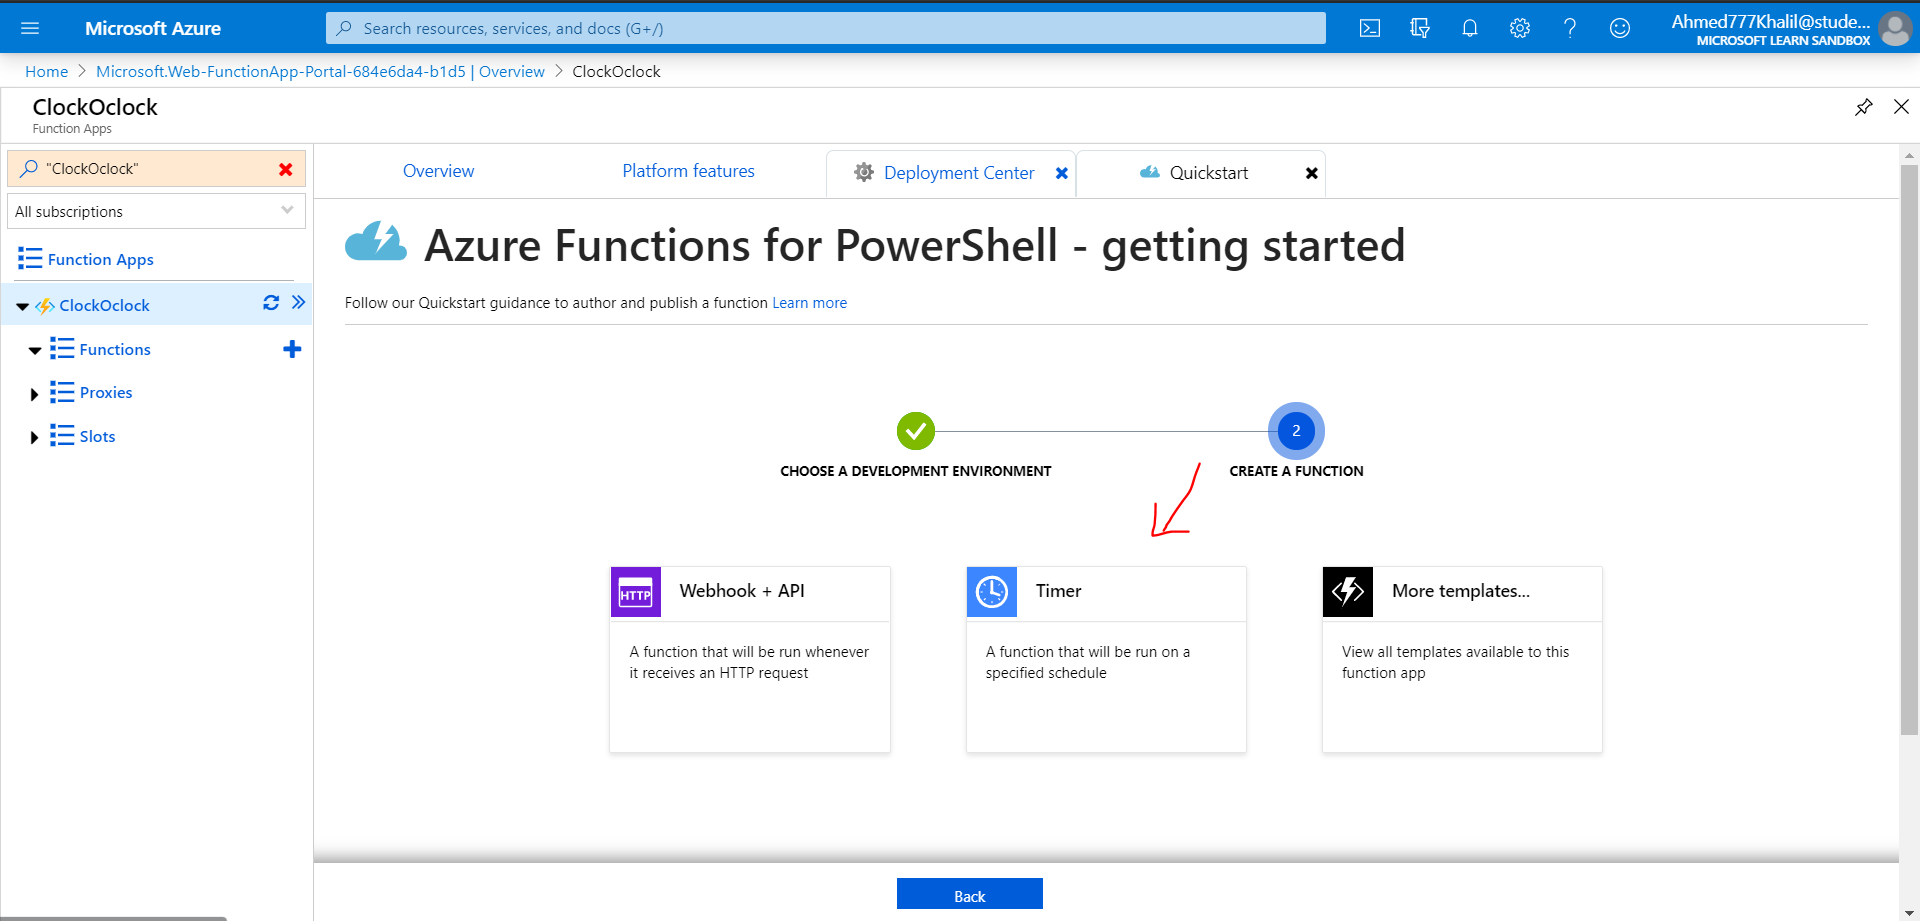 Microsoft Azure
Search resources, services, and docs (G+/)
Ahmed777Khalil@stude...
MICROSOFT LEARN SANDBOX
Home > Microsoft.Web-FunctionApp-Portal-684e6da4-b1d5 | Overview > ClockOclock
ClockOclock
Function Apps
"ClockOclock"
All subscriptions
Function Apps
ClockOclock
Functions
Proxies
Slots
Overview
Platform features
Deployment Center
Quickstart
Azure Functions for PowerShell - getting started
Follow our Quickstart guidance to author and publish a function Learn more
2
CHOOSE A DEVELOPMENT ENVIRONMENT
CREATE A FUNCTION
HTTP
Webhook + API
A function that will be run whenever
it receives an HTTP request
Timer
A function that will be run on a
specified schedule
More templates...
View all templates available to this
function app
Back